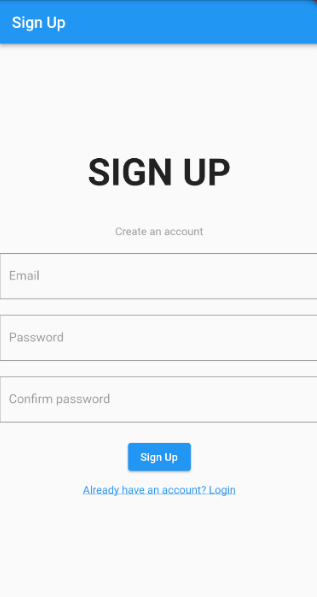 Sign Up
SIGN UP
Create an account
Email
Password
Confirm password
Sign Up
Already have an account? Login